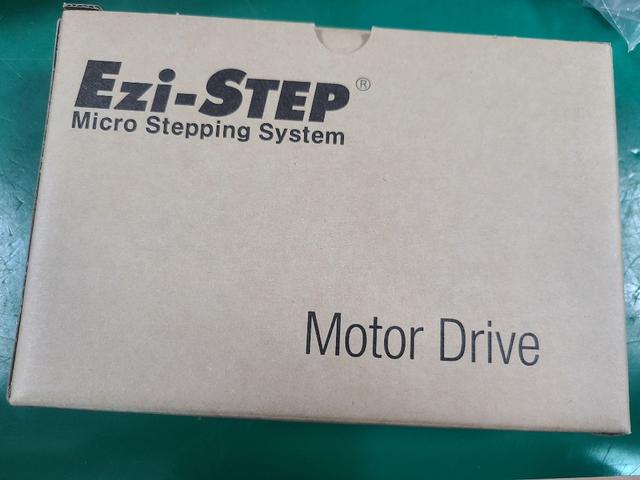 Ezi-STEP®
Micro Stepping System
Motor Drive